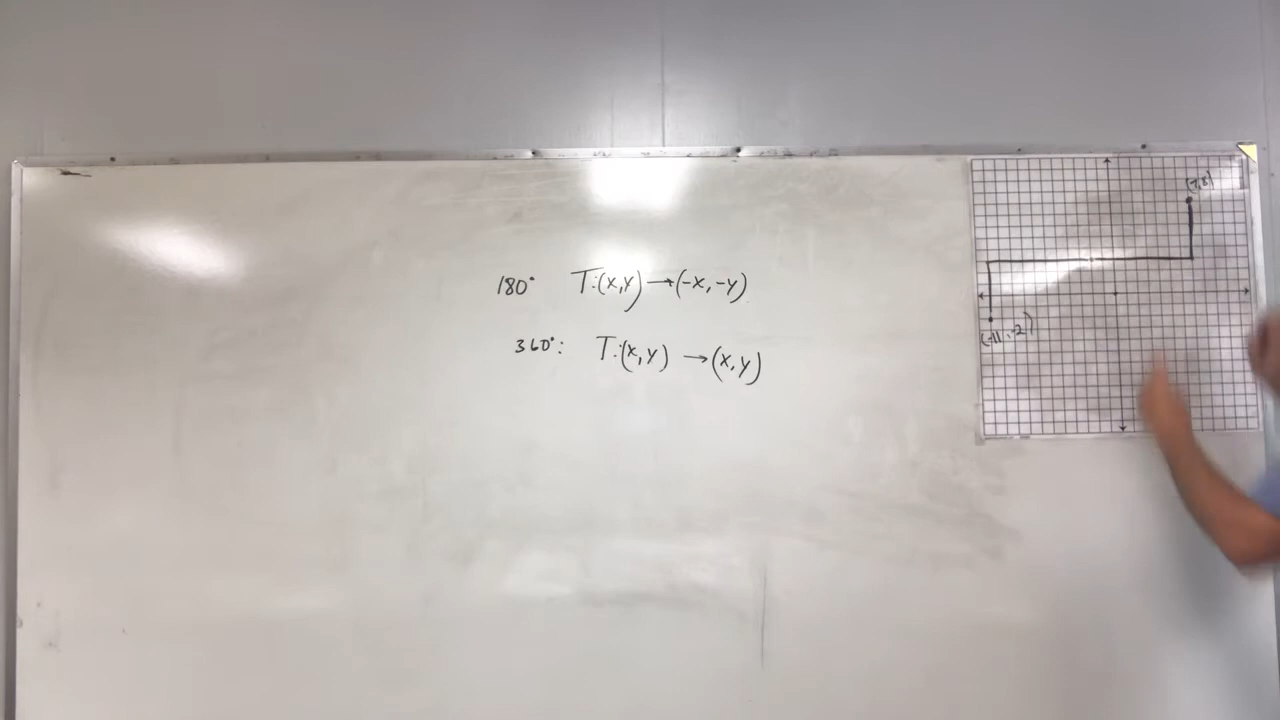 180° T:(x,y)→(-x,-y)
360°: T:(x,y)→(x,y)
(7,8)
(-11,-2)